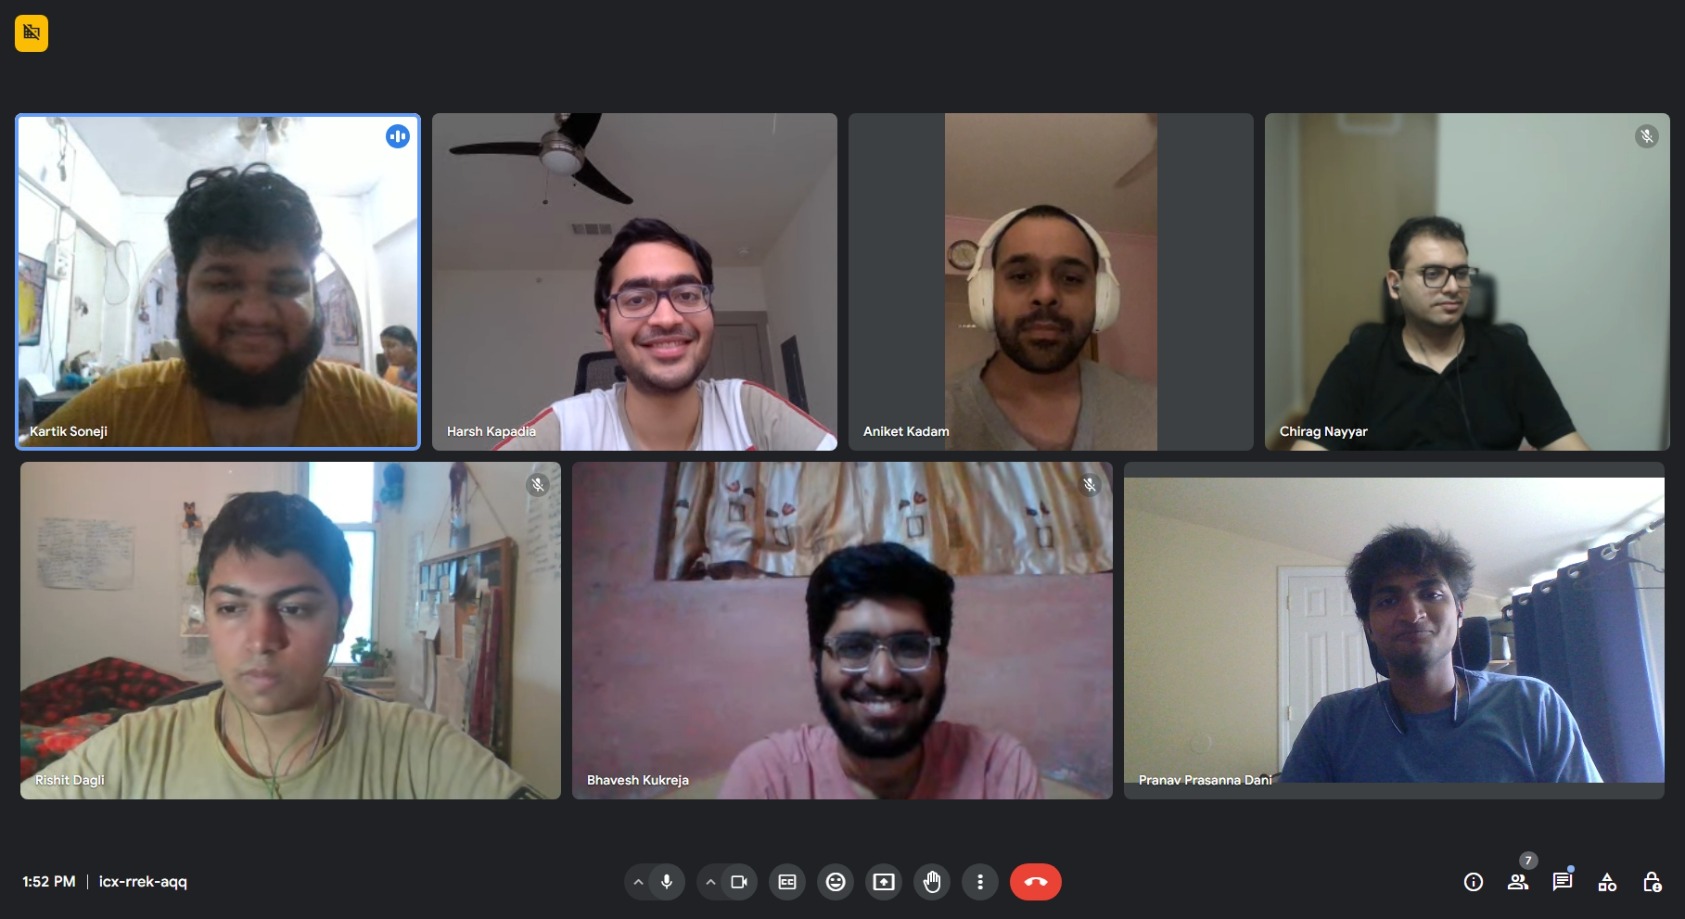 Kartik Soneji
Harsh Kapadia
Aniket Kadam
Chirag Nayyar
Rishit Dagli
Bhavesh Kukreja
Pranav Prasanna Dani
7
1:52 PM | icx-rrek-aqq
CC